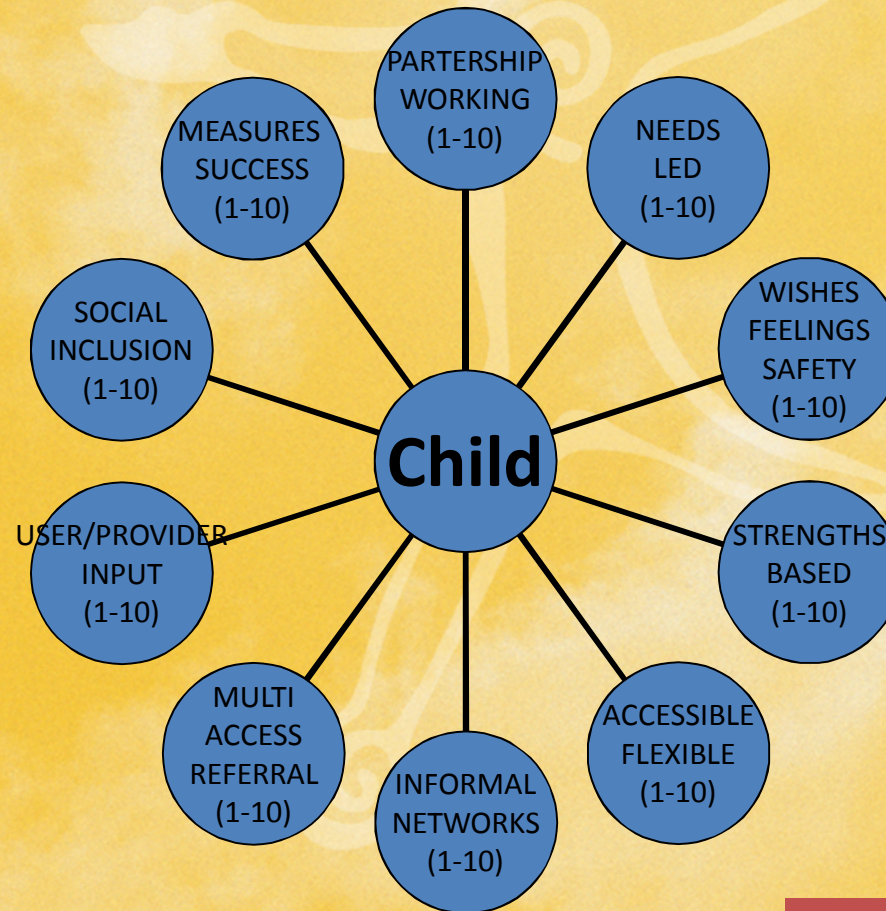 PARTERSHIP
WORKING
(1-10)
NEEDS
LED
(1-10)
WISHES
FEELINGS
SAFETY
(1-10)
STRENGTHS
BASED
(1-10)
ACCESSIBLE
FLEXIBLE
(1-10)
INFORMAL
NETWORKS
(1-10)
MULTI
ACCESS
REFERRAL
(1-10)
USER/PROVIDER
INPUT
(1-10)
SOCIAL
INCLUSION
(1-10)
MEASURES
SUCCESS
(1-10)
Child